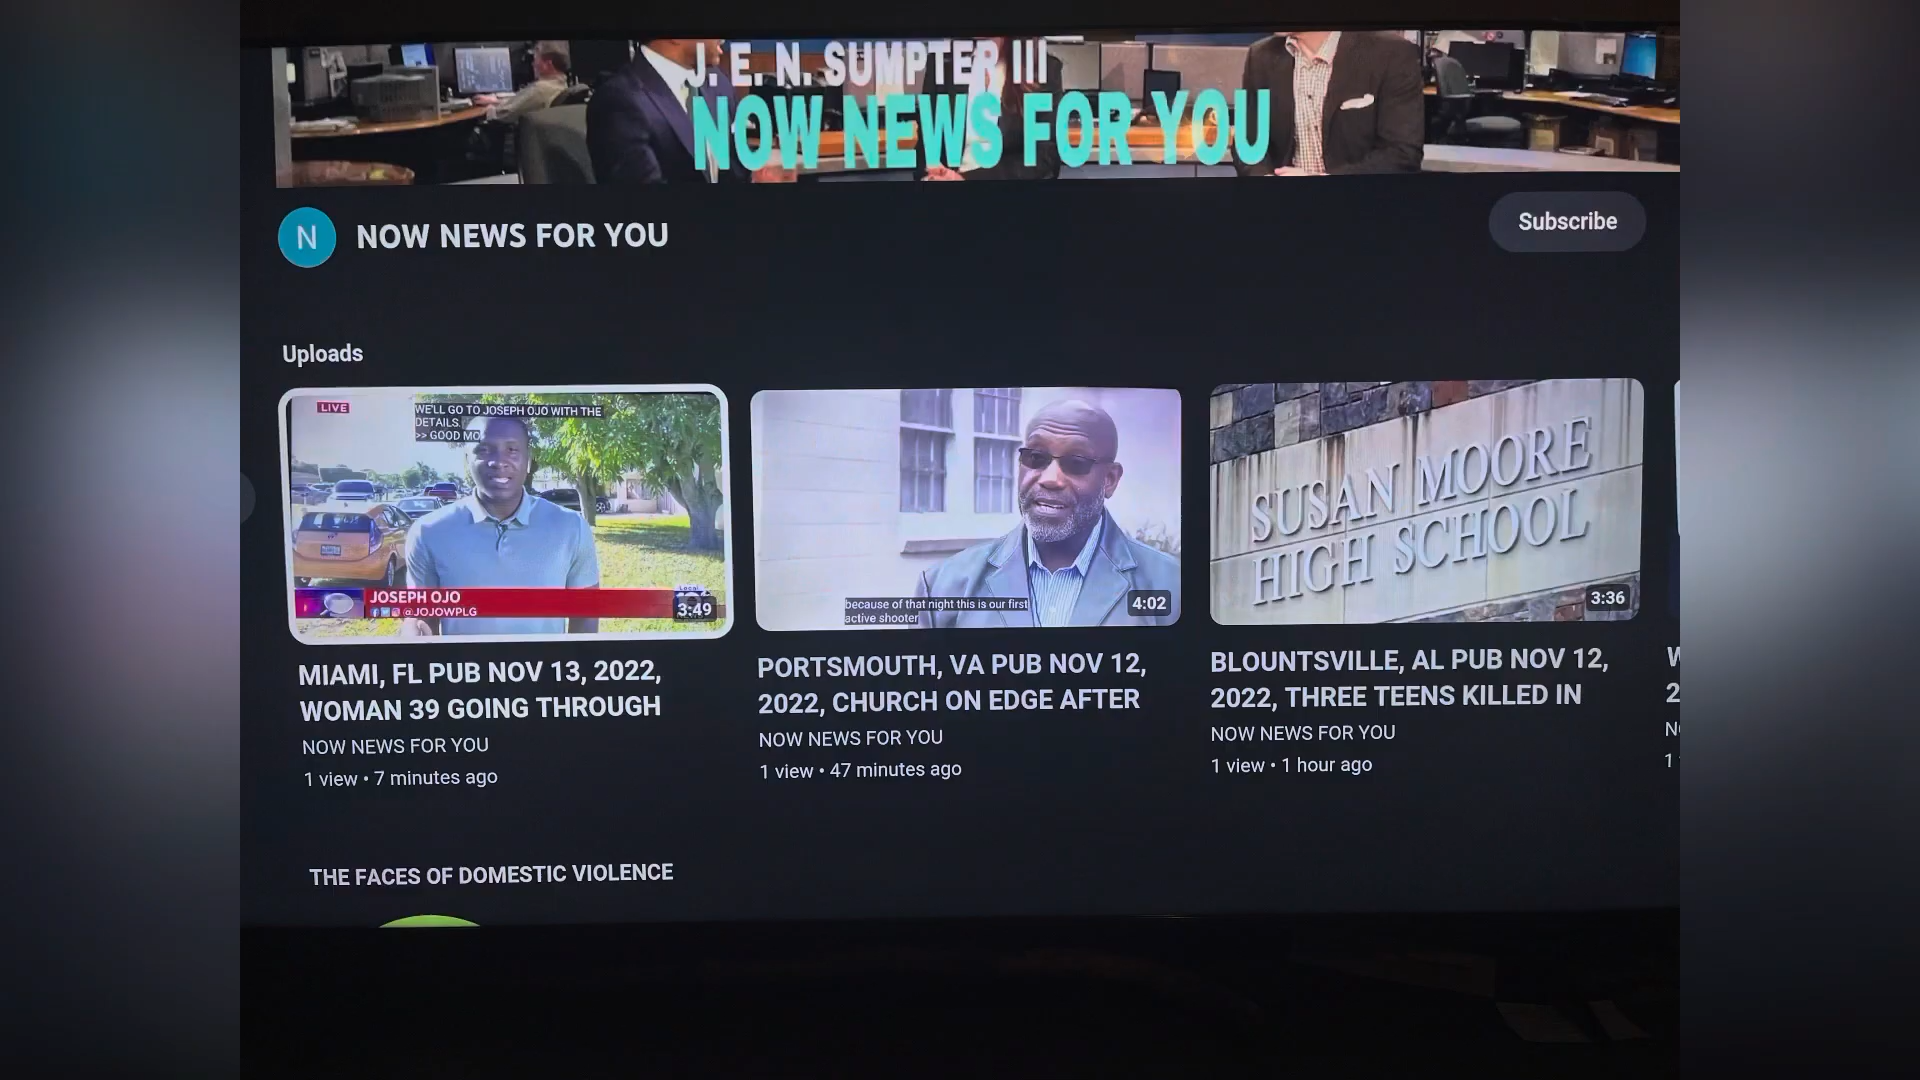 J. E. N. SUMPTER III
NOW NEWS FOR YOU
N
NOW NEWS FOR YOU
Subscribe
Uploads
LIVE
WE'LL GO TO JOSEPH OJO WITH THE
DETAILS.
>> GOOD MO
JOSEPH OJO
@JOJOWPLG
Local
3:49
because of that night this is our first
active shooter
4:02
SUSAN MOORE
HIGH SCHOOL
3:36
MIAMI, FL PUB NOV 13, 2022,
WOMAN 39 GOING THROUGH
NOW NEWS FOR YOU
1 view • 7 minutes ago
PORTSMOUTH, VA PUB NOV 12,
2022, CHURCH ON EDGE AFTER
NOW NEWS FOR YOU
1 view • 47 minutes ago
BLOUNTSVILLE, AL PUB NOV 12,
2022, THREE TEENS KILLED IN
NOW NEWS FOR YOU
1 view • 1 hour ago
THE FACES OF DOMESTIC VIOLENCE